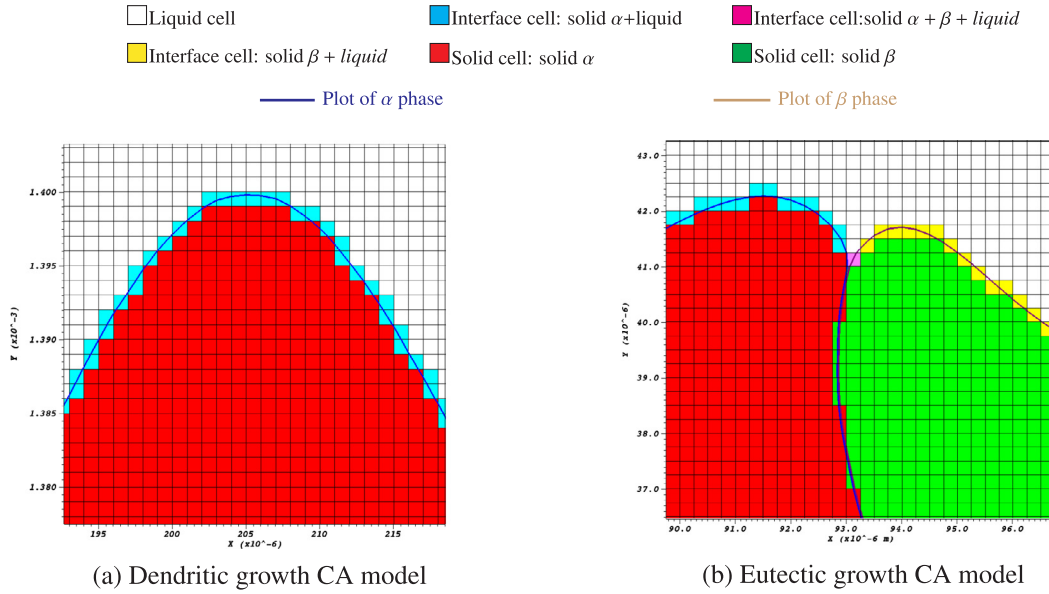 Liquid cell
Interface cell: solid α+liquid
Interface cell:solid α + β + liquid
Interface cell: solid β + liquid
Solid cell: solid α
Solid cell: solid β
Plot of α phase
Plot of β phase
1.400
1.395
1.390
1.385
1.380
Y (x10^-3)
195 200 205 210 215
X (x10^-6)
(a) Dendritic growth CA model
43.0
42.0
41.0
40.0
39.0
38.0
37.0
Y (x10^-6)
90.0 91.0 92.0 93.0 94.0 95.0 96.0
X (x10^-6 m)
(b) Eutectic growth CA model